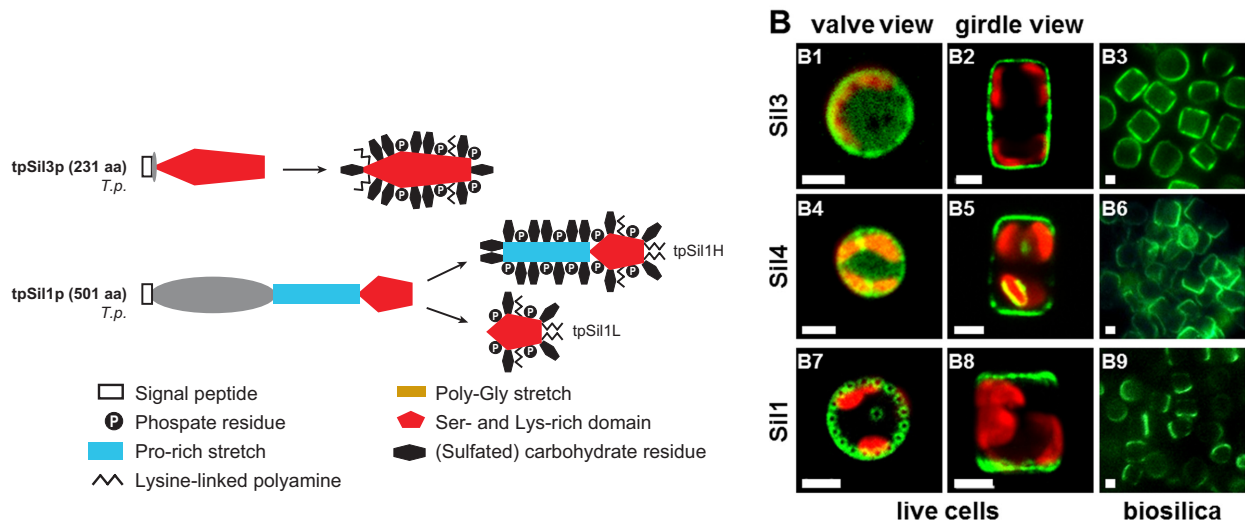 B valve view girdle view
B1 B2 B3
Sil3
B4 B5 B6
Sil4
B7 B8 B9
Sil1
live cells biosilica
tpSil3p (231 aa)
T.p.
P P P P
P P P P
tpSil1p (501 aa)
T.p.
P P P P
tpSil1H
P P P P P
P P
tpSil1L
P P
Signal peptide
P Phospate residue
Pro-rich stretch
Lysine-linked polyamine
Poly-Gly stretch
Ser- and Lys-rich domain
(Sulfated) carbohydrate residue